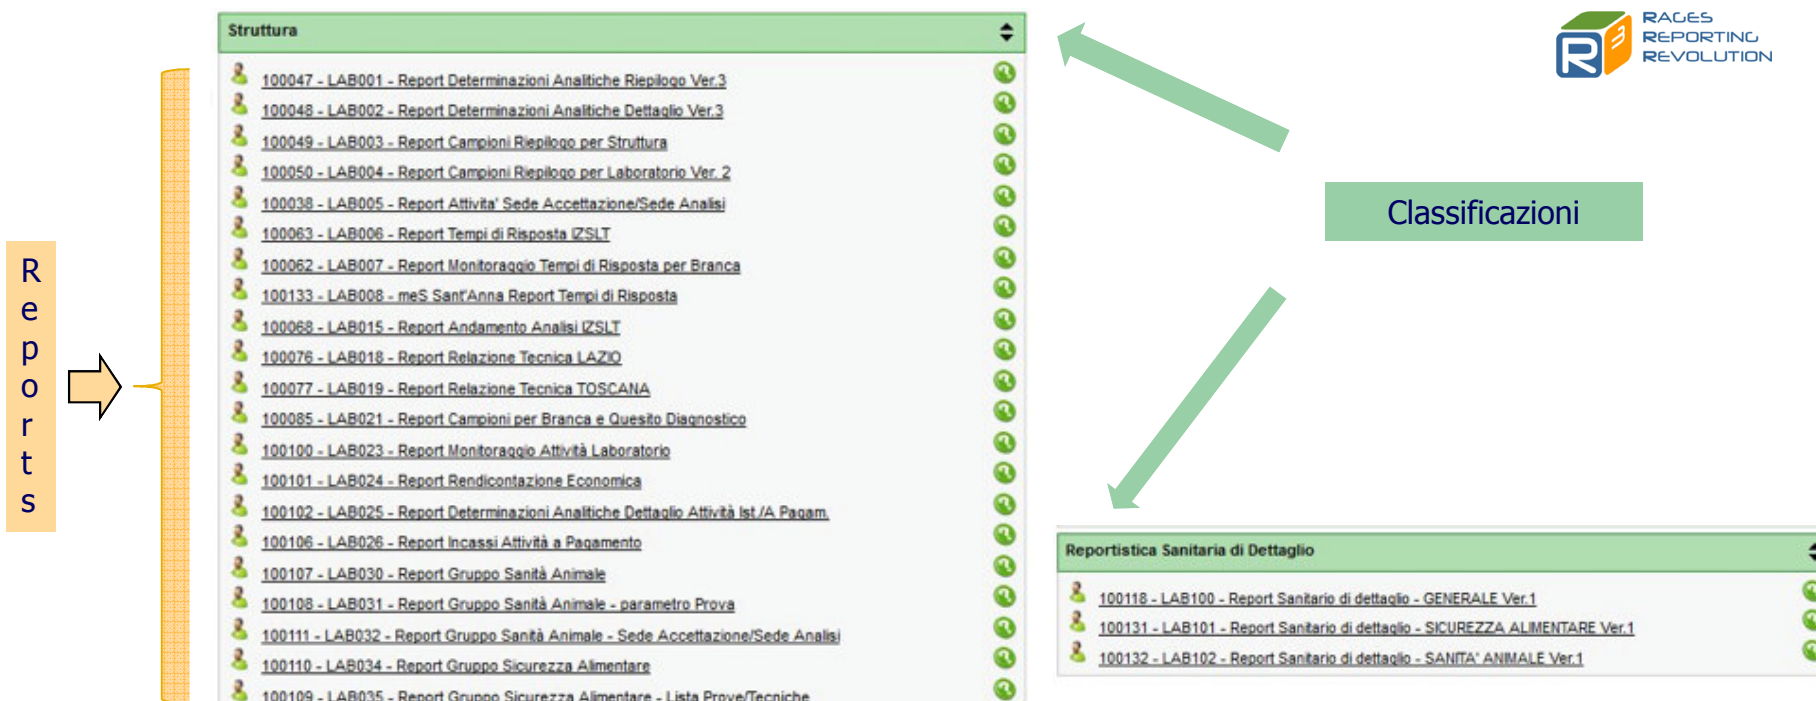 Struttura
100047 - LAB001 - Report Determinazioni Analitiche Riepilogo Ver.3
100048 - LAB002 - Report Determinazioni Analitiche Dettaglio Ver.3
100049 - LAB003 - Report Campioni Riepilogo per Struttura
100050 - LAB004 - Report Campioni Riepilogo per Laboratorio Ver. 2
100038 - LAB005 - Report Attivita' Sede Accettazione/Sede Analisi
100063 - LAB006 - Report Tempi di Risposta IZSLT
100062 - LAB007 - Report Monitoraggio Tempi di Risposta per Branca
100133 - LAB008 - meS Sant'Anna Report Tempi di Risposta
100068 - LAB015 - Report Andamento Analisi IZSLT
100076 - LAB018 - Report Relazione Tecnica LAZIO
100077 - LAB019 - Report Relazione Tecnica TOSCANA
100085 - LAB021 - Report Campioni per Branca e Quesito Diagnostico
100100 - LAB023 - Report Monitoraggio Attività Laboratorio
100101 - LAB024 - Report Rendicontazione Economica
100102 - LAB025 - Report Determinazioni Analitiche Dettaglio Attività Ist./A Pagam.
100106 - LAB026 - Report Incassi Attività a Pagamento
100107 - LAB030 - Report Gruppo Sanità Animale
100108 - LAB031 - Report Gruppo Sanità Animale - parametro Prova
100111 - LAB032 - Report Gruppo Sanità Animale - Sede Accettazione/Sede Analisi
100110 - LAB034 - Report Gruppo Sicurezza Alimentare
100109 - LAB035 - Report Gruppo Sicurezza Alimentare - Lista Prove/Tecniche
Reports
R3
RAGES
REPORTING
REVOLUTION
Classificazioni
Reportistica Sanitaria di Dettaglio
100118 - LAB100 - Report Sanitario di dettaglio - GENERALE Ver.1
100131 - LAB101 - Report Sanitario di dettaglio - SICUREZZA ALIMENTARE Ver.1
100132 - LAB102 - Report Sanitario di dettaglio - SANITA' ANIMALE Ver.1